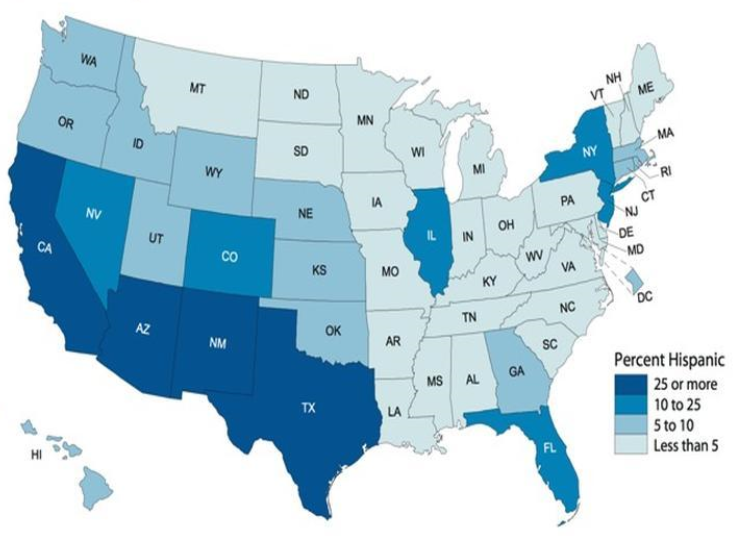 WA
MT
ND
MN
OR
ID
WY
SD
WI
MI
NY
VT
NH
ME
MA
RI
CT
NJ
DE
MD
DC
NV
UT
CO
NE
KS
IA
MO
IL
IN
OH
PA
WV
VA
KY
CA
AZ
NM
OK
AR
TN
NC
SC
TX
LA
MS
AL
GA
FL
HI
Percent Hispanic
25 or more
10 to 25
5 to 10
Less than 5